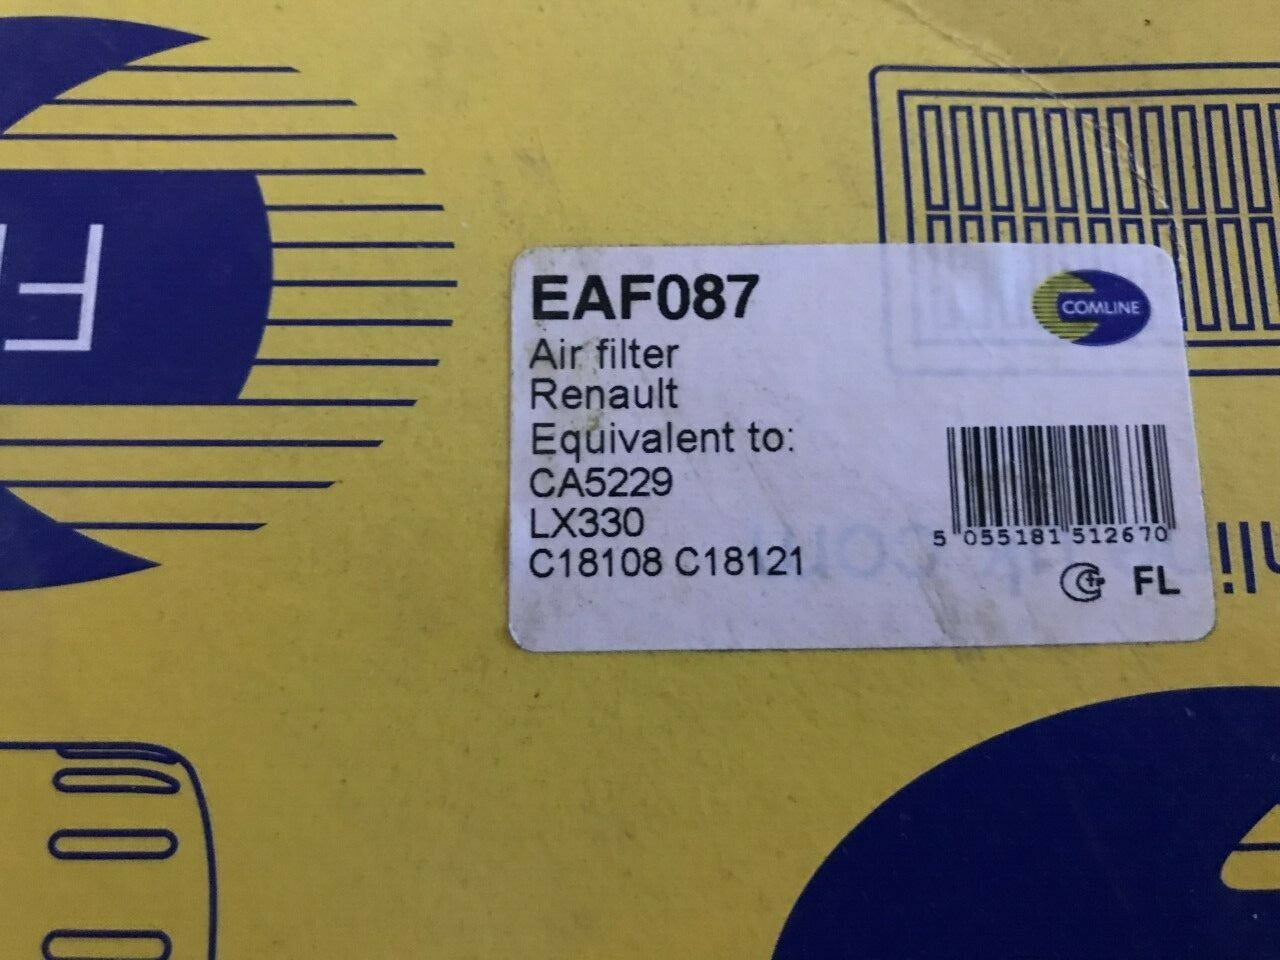 EAF087
COMLINE
Air filter
Renault
Equivalent to:
CA5229
LX330
C18108 C18121
5 055181 512670
FL